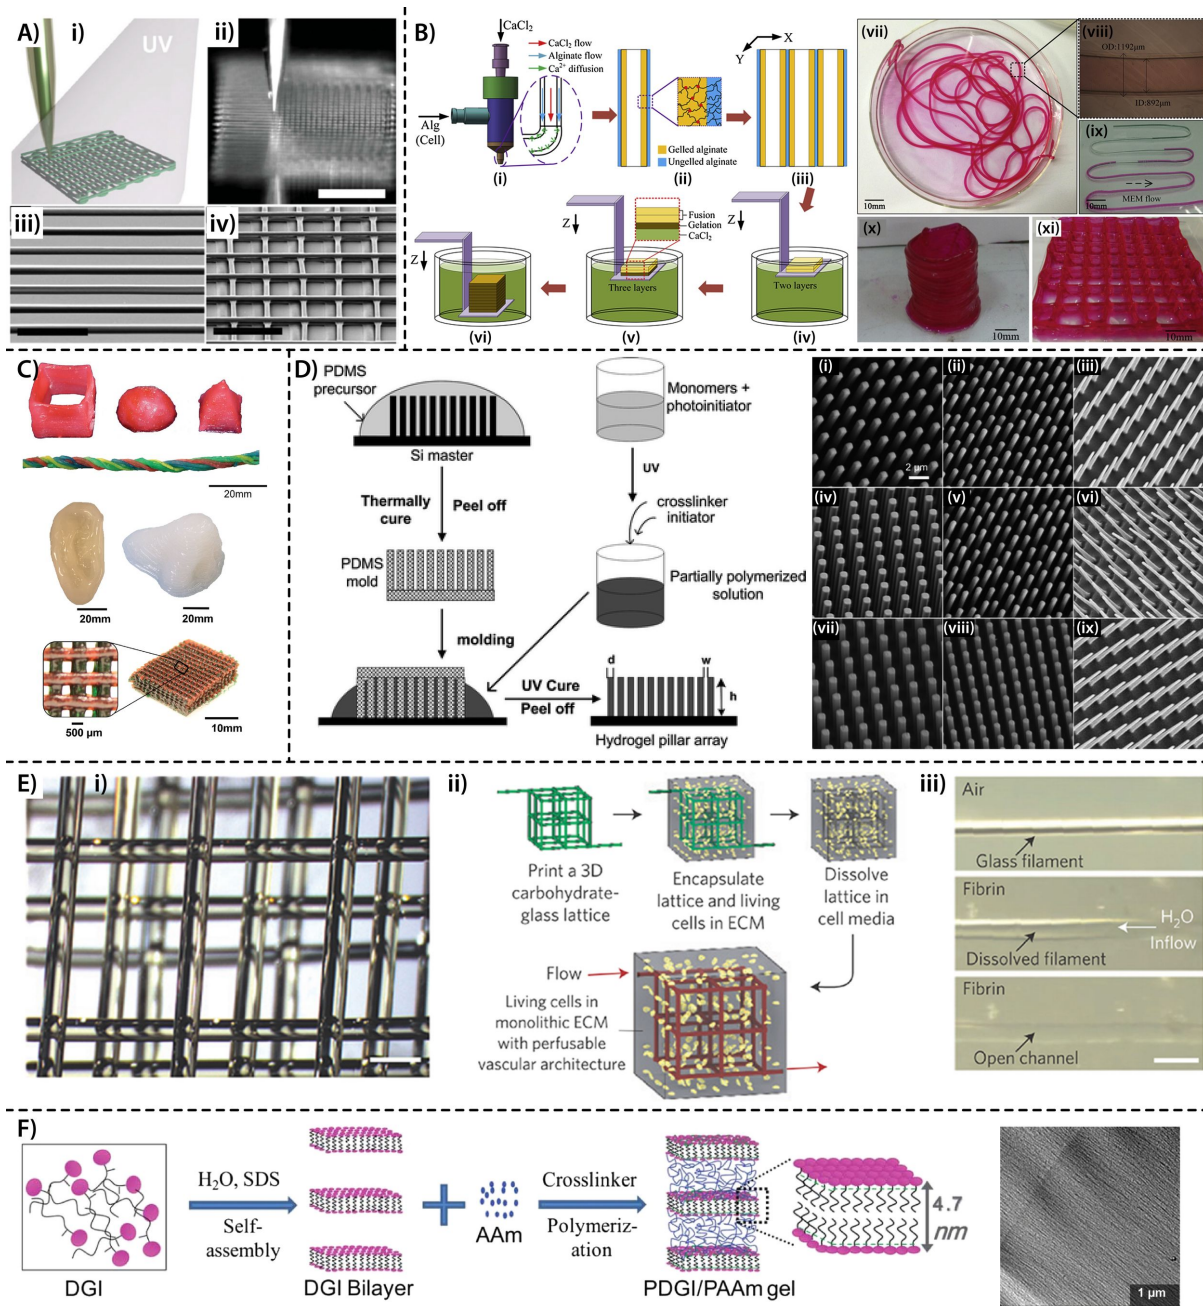 A)
i)
UV
ii)
iii)
iv)
B)
CaCl₂
CaCl₂ flow
Alginate flow
Ca²⁺ diffusion
Alg
(Cell)
(i)
(ii)
Gelled alginate
Ungelled alginate
X
Y
(iii)
Z
Two layers
(iv)
Z
Fusion
Gelation
CaCl₂
Three layers
(v)
Z
(vi)
(vii)
10mm
(viii)
OD:1192μm
ID:892μm
(ix)
10mm
MEM flow
(x)
10mm
(xi)
10mm
C)
20mm
20mm
20mm
500 μm
10mm
D)
PDMS
precursor
Si master
Thermally
cure
Peel off
PDMS
mold
molding
Monomers +
photoinitiator
UV
crosslinker
initiator
Partially polymerized
solution
UV Cure
Peel off
d
w
h
Hydrogel pillar array
(i)
2 μm
(ii)
(iii)
(iv)
(v)
(vi)
(vii)
(viii)
(ix)
E)
i)
ii)
Print a 3D
carbohydrate-
glass lattice
Encapsulate
lattice and living
cells in ECM
Dissolve
lattice in
cell media
Flow
Living cells in
monolithic ECM
with perfusable
vascular architecture
iii)
Air
Glass filament
Fibrin
H₂O
Inflow
Dissolved filament
Fibrin
Open channel
F)
DGI
H₂O, SDS
Self-
assembly
DGI Bilayer
AAm
Crosslinker
Polymeriz-
ation
PDGI/PAAm gel
4.7
nm
1 μm